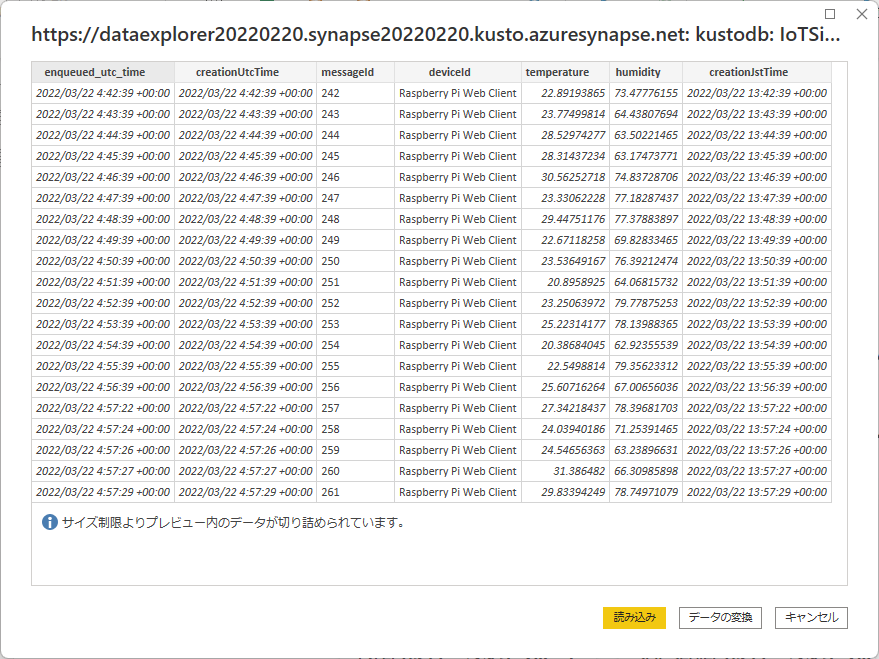 https://dataexplorer20220220.synapse20220220.kusto.azuresynapse.net: kustodb: IoTSi...
enqueued_utc_time creationUtcTime messageId deviceId temperature humidity creationJstTime
2022/03/22 4:42:39 +00:00 2022/03/22 4:42:39 +00:00 242 Raspberry Pi Web Client 22.89193865 73.47776155 2022/03/22 13:42:39 +00:00
2022/03/22 4:43:39 +00:00 2022/03/22 4:43:39 +00:00 243 Raspberry Pi Web Client 23.77499814 64.43807694 2022/03/22 13:43:39 +00:00
2022/03/22 4:44:39 +00:00 2022/03/22 4:44:39 +00:00 244 Raspberry Pi Web Client 28.52974277 63.50221465 2022/03/22 13:44:39 +00:00
2022/03/22 4:45:39 +00:00 2022/03/22 4:45:39 +00:00 245 Raspberry Pi Web Client 28.31437234 63.17473771 2022/03/22 13:45:39 +00:00
2022/03/22 4:46:39 +00:00 2022/03/22 4:46:39 +00:00 246 Raspberry Pi Web Client 30.56252718 74.83728706 2022/03/22 13:46:39 +00:00
2022/03/22 4:47:39 +00:00 2022/03/22 4:47:39 +00:00 247 Raspberry Pi Web Client 23.33062228 77.18287437 2022/03/22 13:47:39 +00:00
2022/03/22 4:48:39 +00:00 2022/03/22 4:48:39 +00:00 248 Raspberry Pi Web Client 29.44751176 77.37883897 2022/03/22 13:48:39 +00:00
2022/03/22 4:49:39 +00:00 2022/03/22 4:49:39 +00:00 249 Raspberry Pi Web Client 22.67118258 69.82833465 2022/03/22 13:49:39 +00:00
2022/03/22 4:50:39 +00:00 2022/03/22 4:50:39 +00:00 250 Raspberry Pi Web Client 23.53649167 76.39212474 2022/03/22 13:50:39 +00:00
2022/03/22 4:51:39 +00:00 2022/03/22 4:51:39 +00:00 251 Raspberry Pi Web Client 20.8958925 64.06815732 2022/03/22 13:51:39 +00:00
2022/03/22 4:52:39 +00:00 2022/03/22 4:52:39 +00:00 252 Raspberry Pi Web Client 23.25063972 79.77875253 2022/03/22 13:52:39 +00:00
2022/03/22 4:53:39 +00:00 2022/03/22 4:53:39 +00:00 253 Raspberry Pi Web Client 25.22314177 78.13988365 2022/03/22 13:53:39 +00:00
2022/03/22 4:54:39 +00:00 2022/03/22 4:54:39 +00:00 254 Raspberry Pi Web Client 20.38684045 62.92355539 2022/03/22 13:54:39 +00:00
2022/03/22 4:55:39 +00:00 2022/03/22 4:55:39 +00:00 255 Raspberry Pi Web Client 22.5498814 79.35623312 2022/03/22 13:55:39 +00:00
2022/03/22 4:56:39 +00:00 2022/03/22 4:56:39 +00:00 256 Raspberry Pi Web Client 25.60716264 67.00656036 2022/03/22 13:56:39 +00:00
2022/03/22 4:57:22 +00:00 2022/03/22 4:57:22 +00:00 257 Raspberry Pi Web Client 27.34218437 78.39681703 2022/03/22 13:57:22 +00:00
2022/03/22 4:57:24 +00:00 2022/03/22 4:57:24 +00:00 258 Raspberry Pi Web Client 24.03940186 71.25391465 2022/03/22 13:57:24 +00:00
2022/03/22 4:57:26 +00:00 2022/03/22 4:57:26 +00:00 259 Raspberry Pi Web Client 24.54656363 63.23896631 2022/03/22 13:57:26 +00:00
2022/03/22 4:57:27 +00:00 2022/03/22 4:57:27 +00:00 260 Raspberry Pi Web Client 31.386482 66.30985898 2022/03/22 13:57:27 +00:00
2022/03/22 4:57:29 +00:00 2022/03/22 4:57:29 +00:00 261 Raspberry Pi Web Client 29.83394249 78.74971079 2022/03/22 13:57:29 +00:00
サイズ制限よりプレビュー内のデータが切り詰められています。
読み込み データの変換 キャンセル